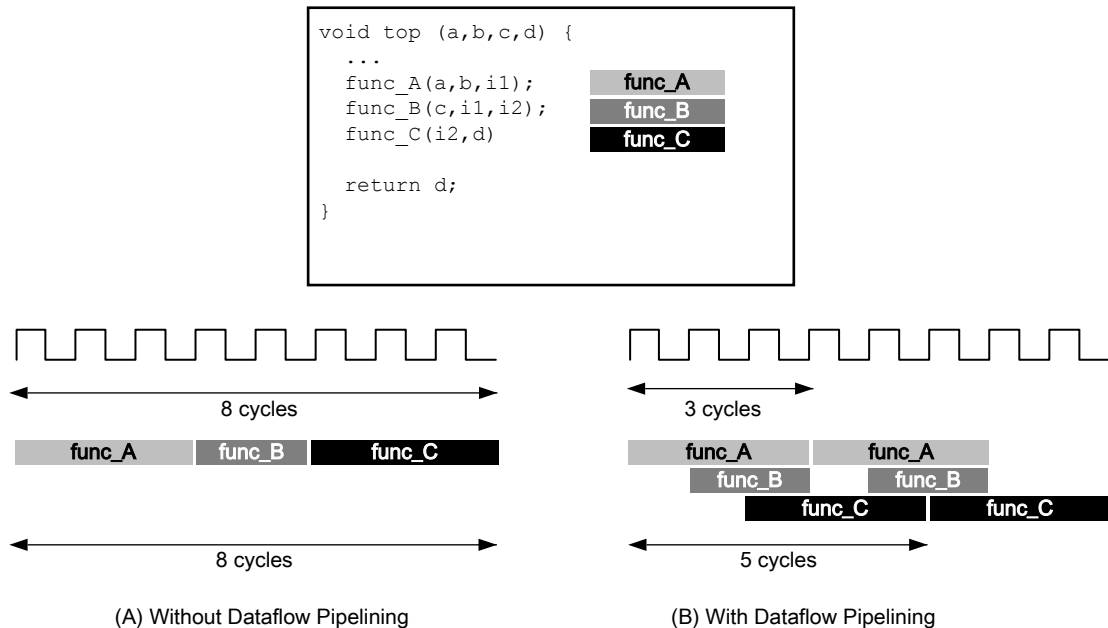 void top (a,b,c,d) {
...
func_A(a,b,i1);
func_B(c,i1,i2);
func_C(i2,d)
return d;
}
func_A
func_B
func_C
8 cycles
func_A func_B func_C
8 cycles
(A) Without Dataflow Pipelining
3 cycles
func_A func_A
func_B func_B
func_C func_C
5 cycles
(B) With Dataflow Pipelining